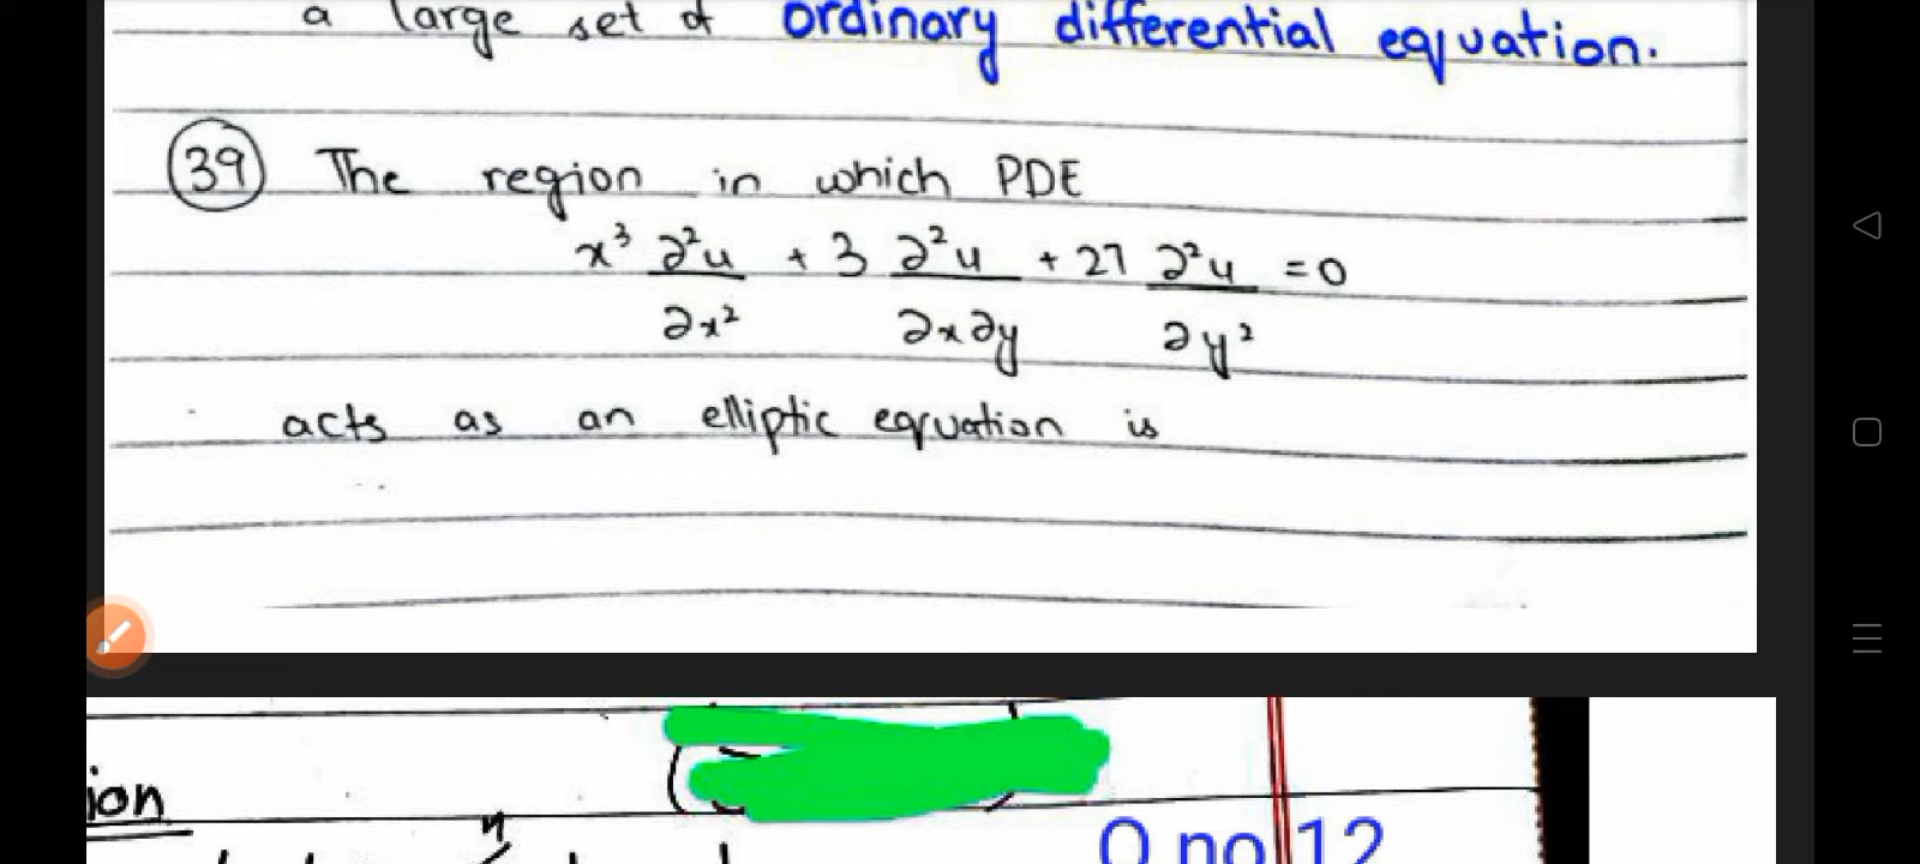 a large set of ordinary differential equation.
39 The region in which PDE
x³ ∂²u/∂x² + 3 ∂²u/∂x∂y + 27 ∂²u/∂y² = 0
acts as an elliptic equation is
ion
Q no 12